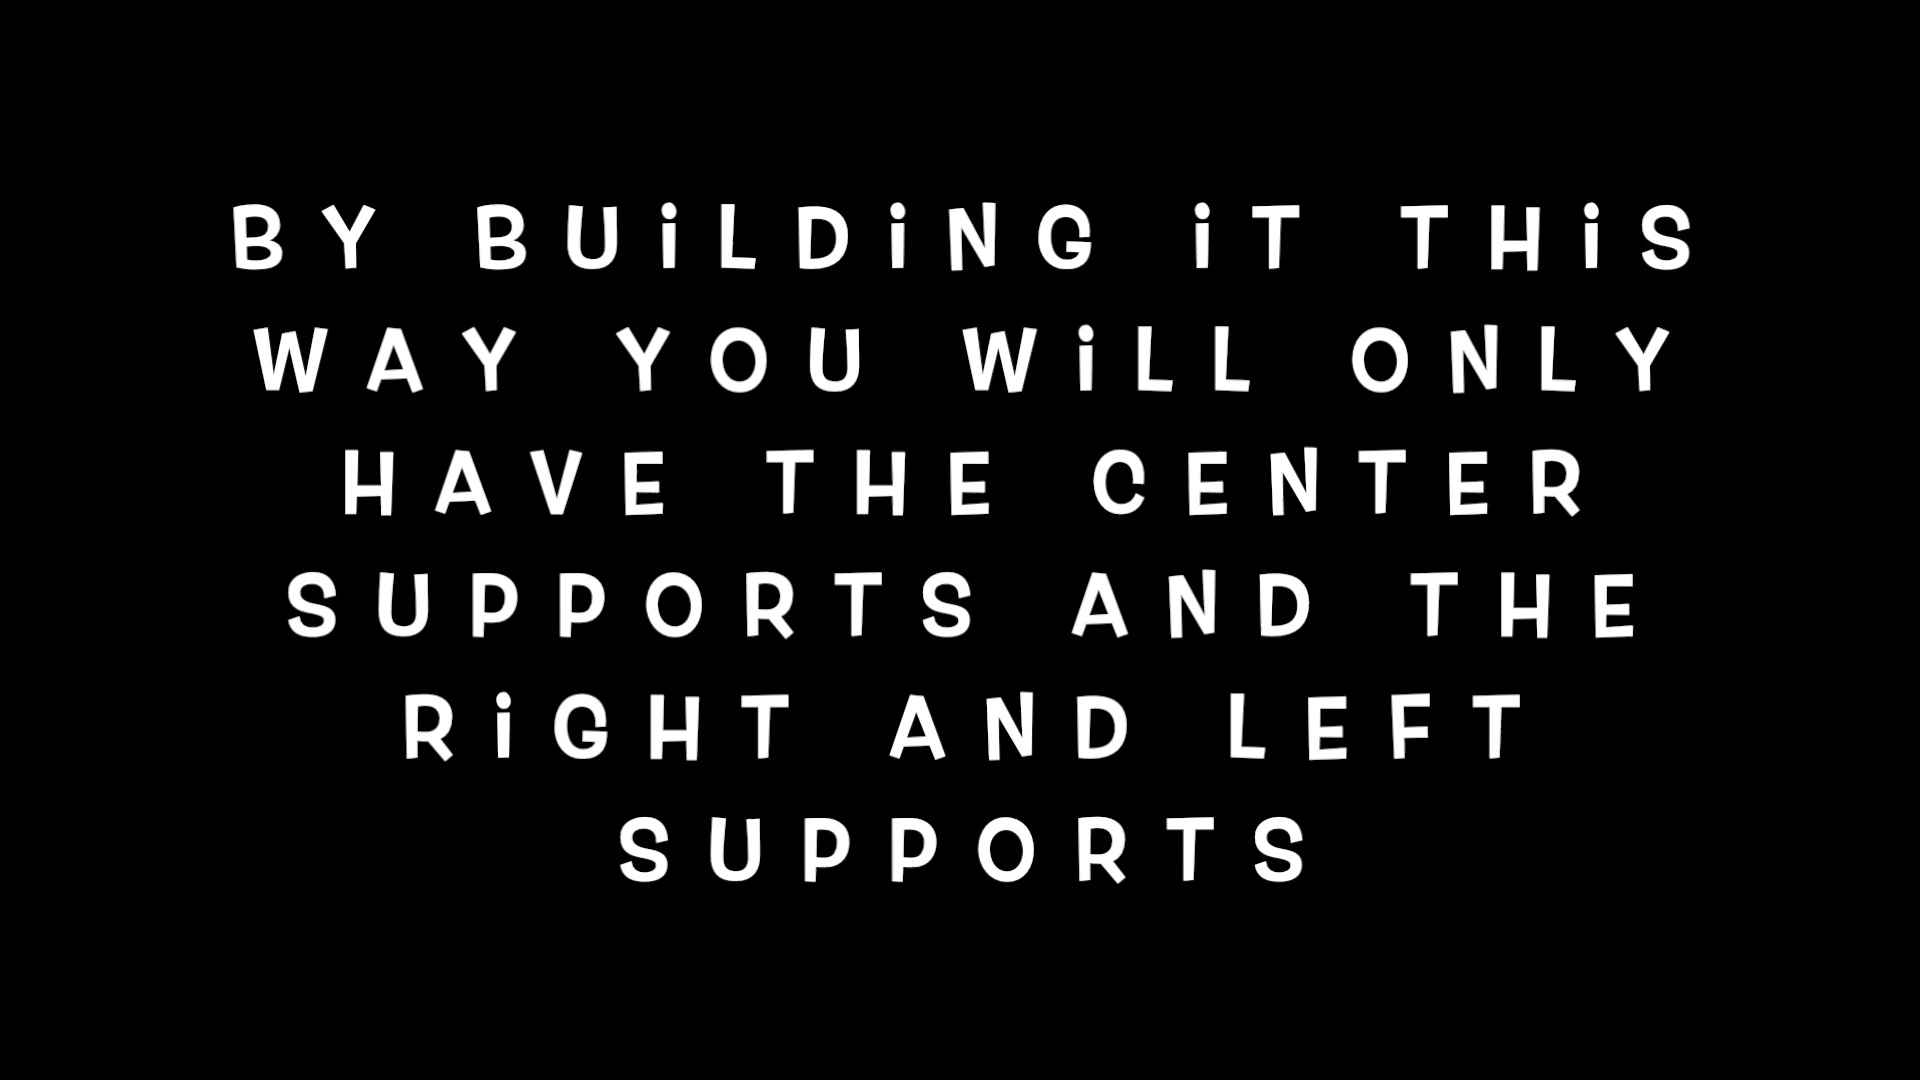 BY BUiLDiNG iT THiS
WAY YOU WiLL ONLY
HAVE THE CENTER
SUPPORTS AND THE
RiGHT AND LEFT
SUPPORTS